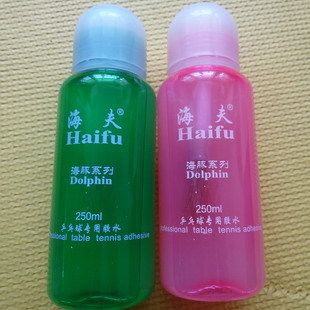 海夫®
Haifu
海豚系列
Dolphin
250ml
乒乓球专用胶水
table tennis adhesive
海夫®
Haifu
海豚系列
Dolphin
250ml
乒乓球专用胶水
table tennis adhesive